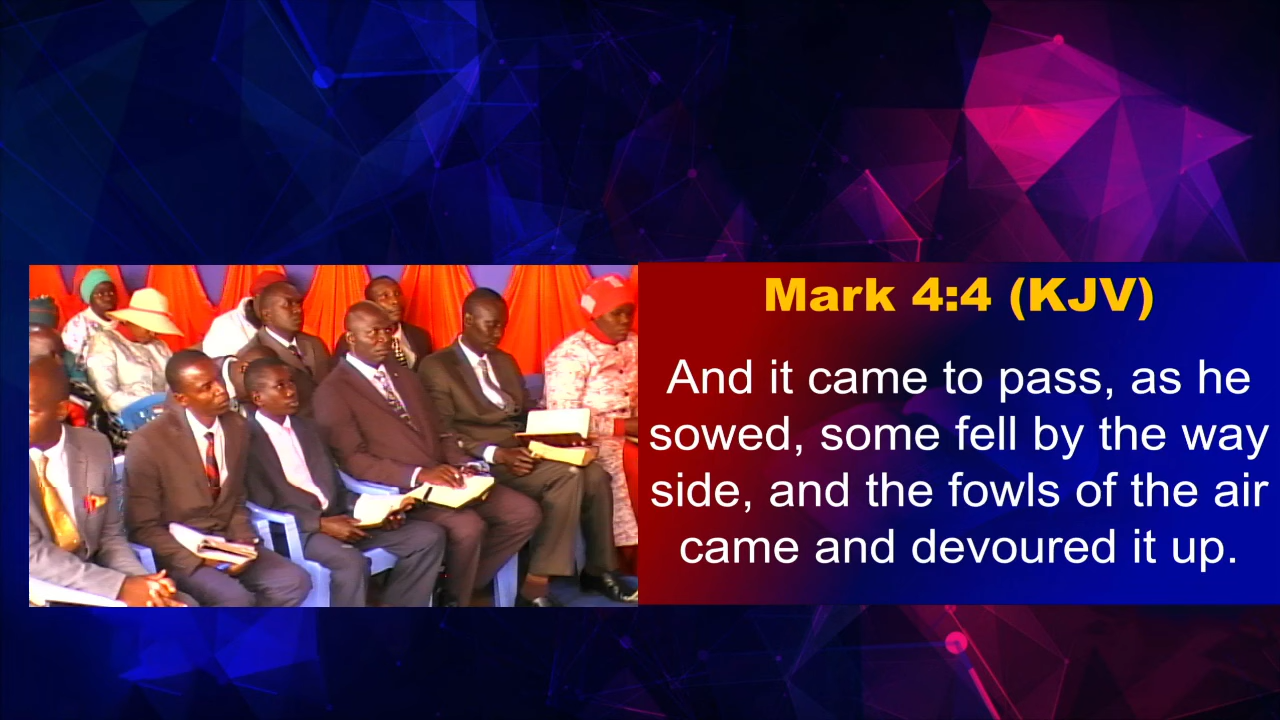 Mark 4:4 (KJV)
And it came to pass, as he
sowed, some fell by the way
side, and the fowls of the air
came and devoured it up.